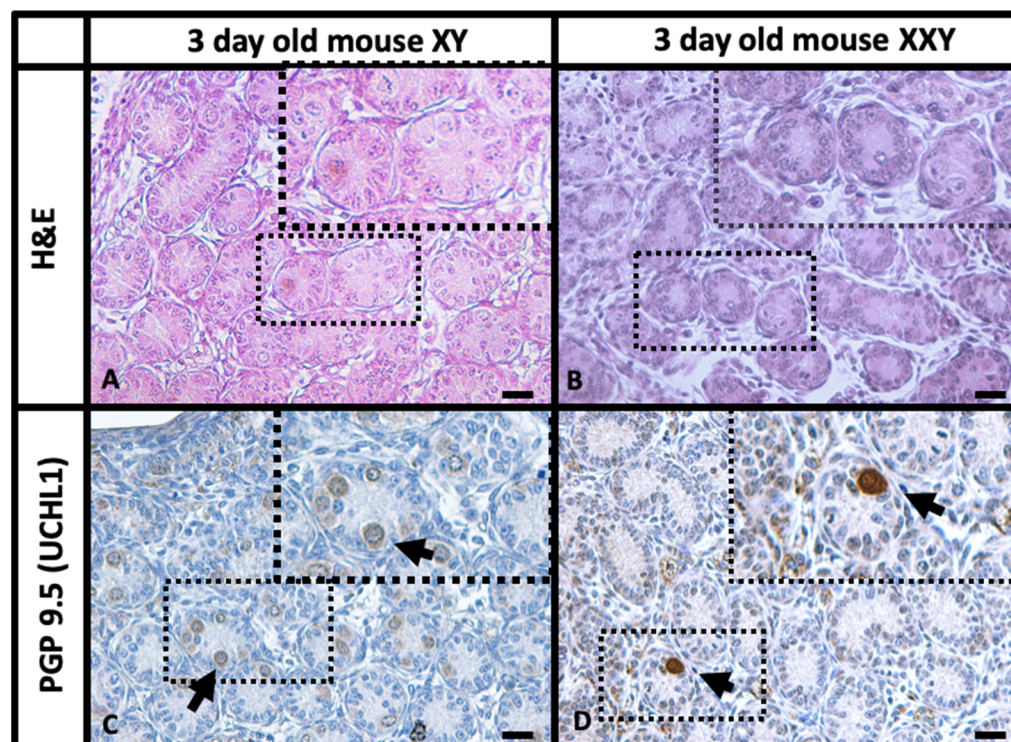 3 day old mouse XY
3 day old mouse XXY
H&E
A
B
PGP 9.5 (UCHL1)
C
D